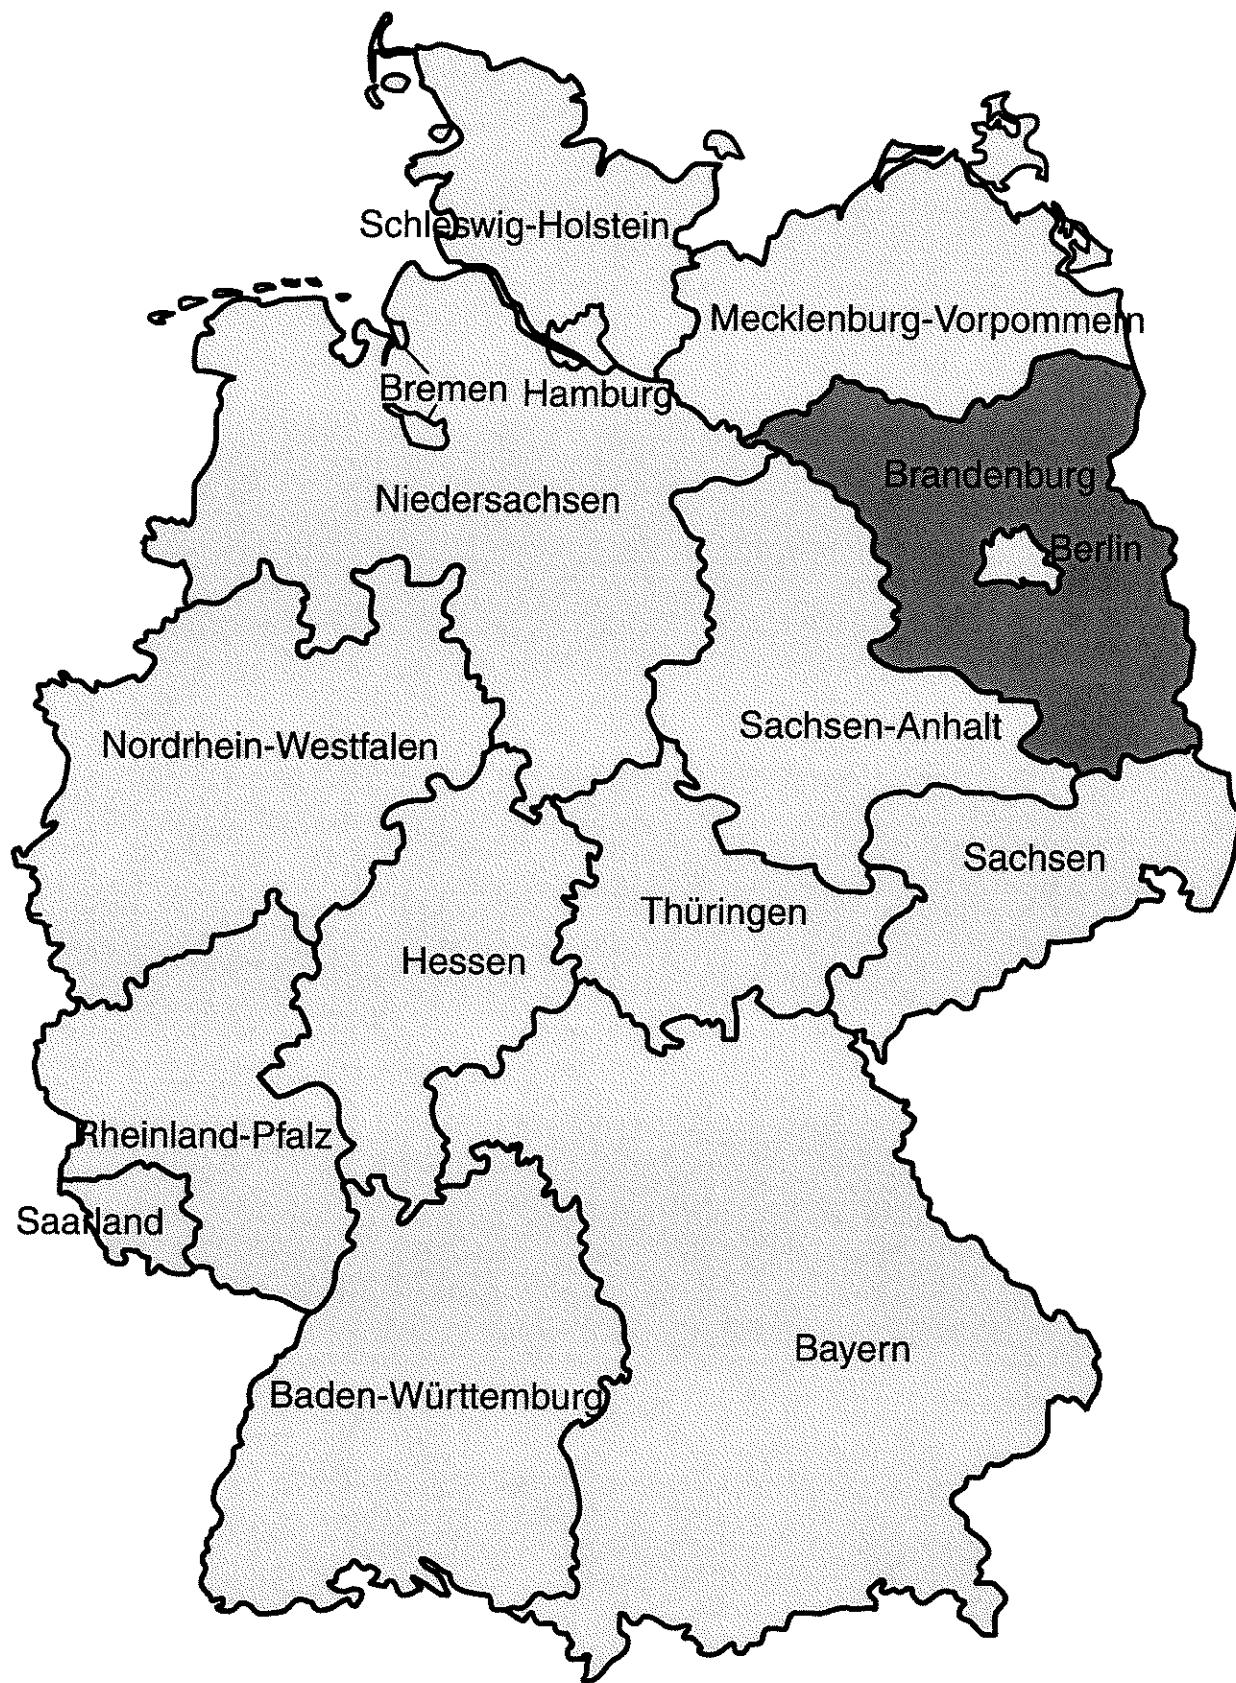 Schleswig-Holstein
Mecklenburg-Vorpommern
Bremen
Hamburg
Brandenburg
Niedersachsen
Berlin
Sachsen-Anhalt
Nordrhein-Westfalen
Sachsen
Thüringen
Hessen
Rheinland-Pfalz
Saarland
Bayern
Baden-Württemburg